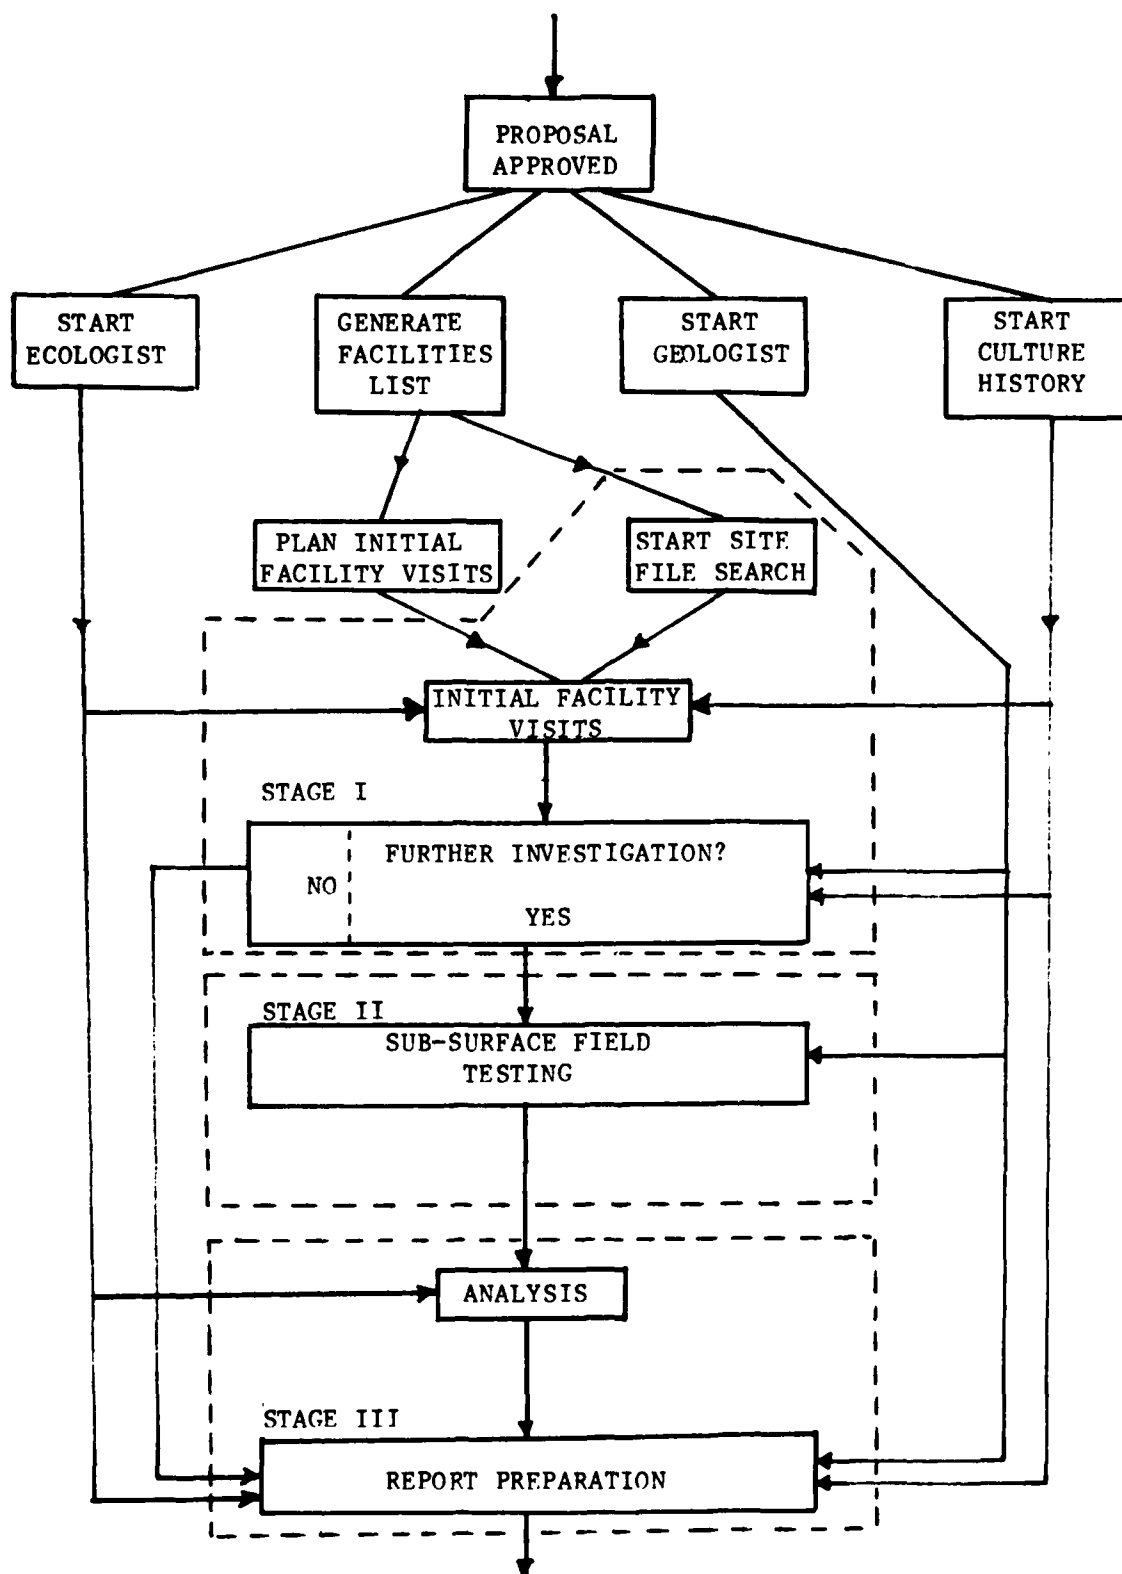 PROPOSAL
APPROVED
START
ECOLOGIST
GENERATE
FACILITIES
LIST
START
GEOLOGIST
START
CULTURE
HISTORY
PLAN INITIAL
FACILITY VISITS
START SITE
FILE SEARCH
INITIAL FACILITY
VISITS
STAGE I
FURTHER INVESTIGATION?
NO
YES
STAGE II
SUB-SURFACE FIELD
TESTING
ANALYSIS
STAGE III
REPORT PREPARATION